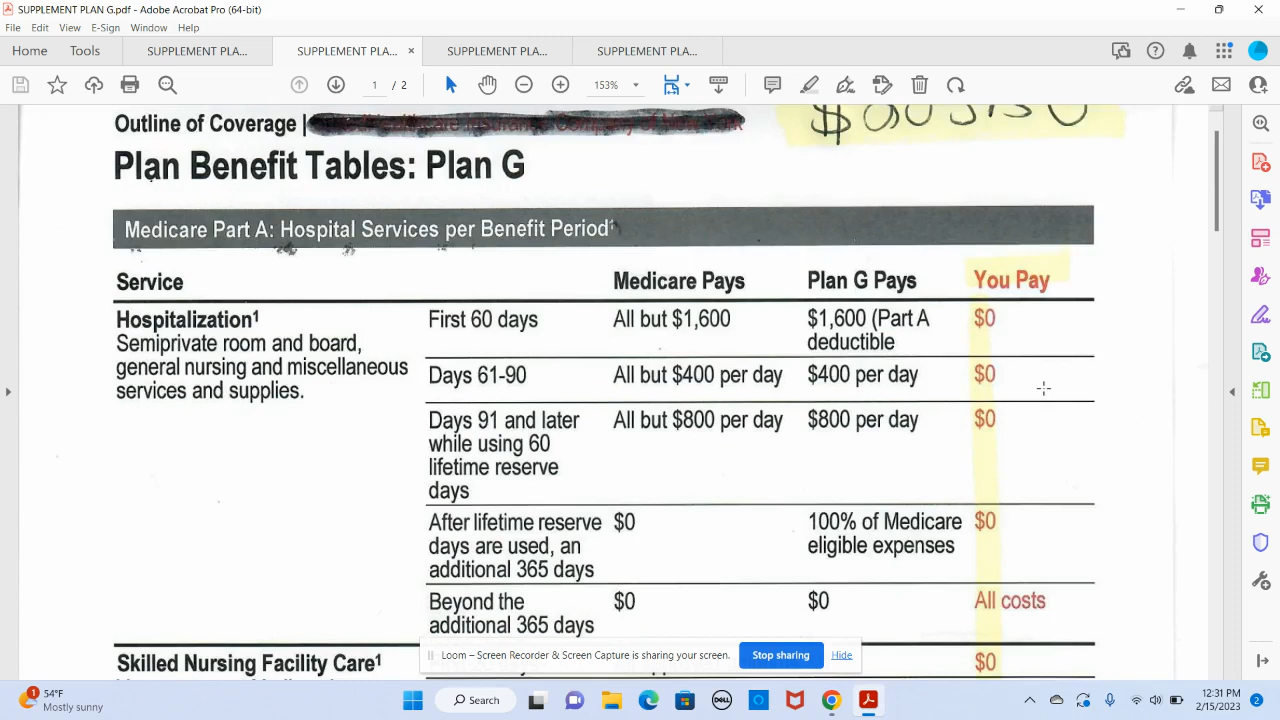 SUPPLEMENT PLAN G.pdf - Adobe Acrobat Pro (64-bit)
File Edit View E-Sign Window Help
Home Tools SUPPLEMENT PLA... SUPPLEMENT PLA... × SUPPLEMENT PLA... SUPPLEMENT PLA...
1 / 2 153%
Outline of Coverage |
Plan Benefit Tables: Plan G
Medicare Part A: Hospital Services per Benefit Period¹
Service Medicare Pays Plan G Pays You Pay
Hospitalization¹ First 60 days All but $1,600 $1,600 (Part A $0
Semiprivate room and board, deductible
general nursing and miscellaneous Days 61-90 All but $400 per day $400 per day $0
services and supplies.
Days 91 and later All but $800 per day $800 per day $0
while using 60
lifetime reserve
days
After lifetime reserve $0 100% of Medicare $0
days are used, an eligible expenses
additional 365 days
Beyond the $0 $0 All costs
additional 365 days
Skilled Nursing Facility Care¹ $0
Loom – Screen Recorder & Screen Capture is sharing your screen. Stop sharing Hide
1 54°F
Mostly sunny
Search
DELL
12:31 PM
2/15/2023
2